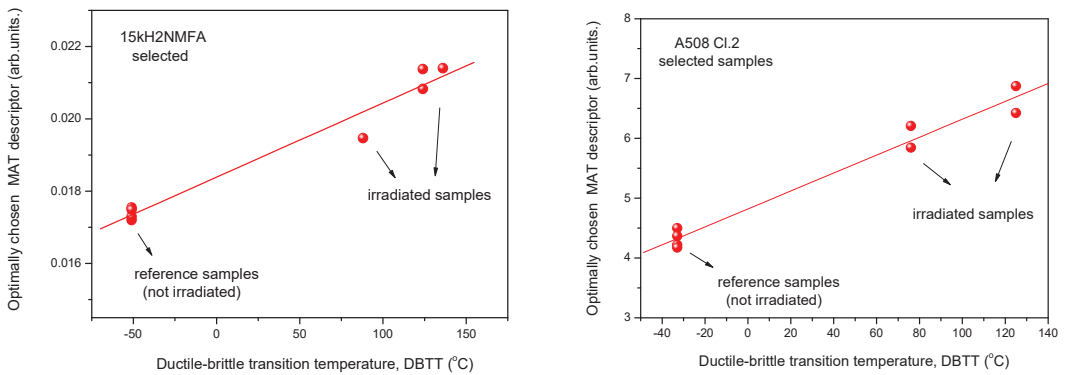 15kH2NMFA
selected
Optimally chosen MAT descriptor (arb.units.)
0.022
0.020
0.018
0.016
irradiated samples
reference samples
(not irradiated)
-50
0
50
100
150
Ductile-brittle transition temperature, DBTT (°C)
A508 Cl.2
selected samples
Optimally chosen MAT descriptor (arb.units.)
8
7
6
5
4
3
irradiated samples
reference samples
(not irradiated)
-40
-20
0
20
40
60
80
100
120
140
Ductile-brittle transition temperature, DBTT (°C)